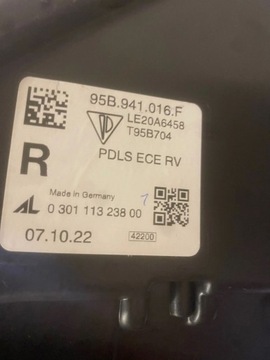 95B.941.016.F
LE20A6458
T95B704
R
PDLS ECE RV
Made in Germany
AL 0 301 113 238 00
1
07.10.22
42200